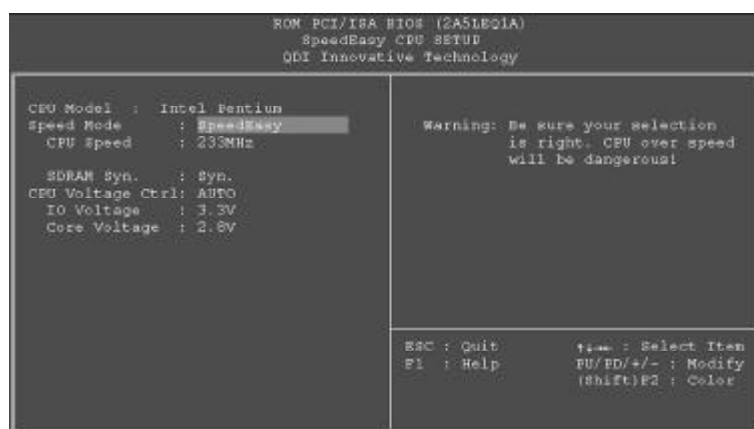 ROM PCI/ISA BIOS (2A5LEQ1A)
SpeedEasy CPU SETUP
QDI Innovative Technology
CPU Model : Intel Pentium
Speed Mode : SpeedEasy
CPU Speed : 233MHz
SDRAM Syn. : Syn.
CPU Voltage Ctrl: AUTO
IO Voltage : 3.3V
Core Voltage : 2.8V
Warning: Be sure your selection
is right. CPU over speed
will be dangerous!
ESC : Quit
↑↓→← : Select Item
F1 : Help
PU/PD/+/- : Modify
(Shift)F2 : Color